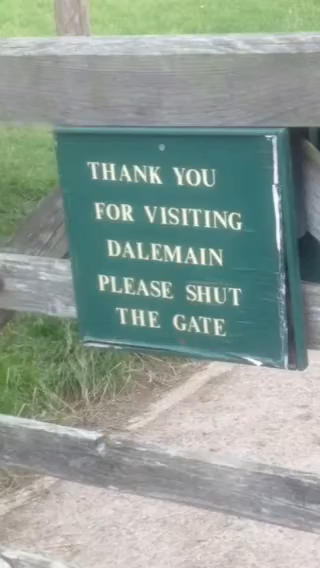 THANK YOU
FOR VISITING
DALEMAIN
PLEASE SHUT
THE GATE